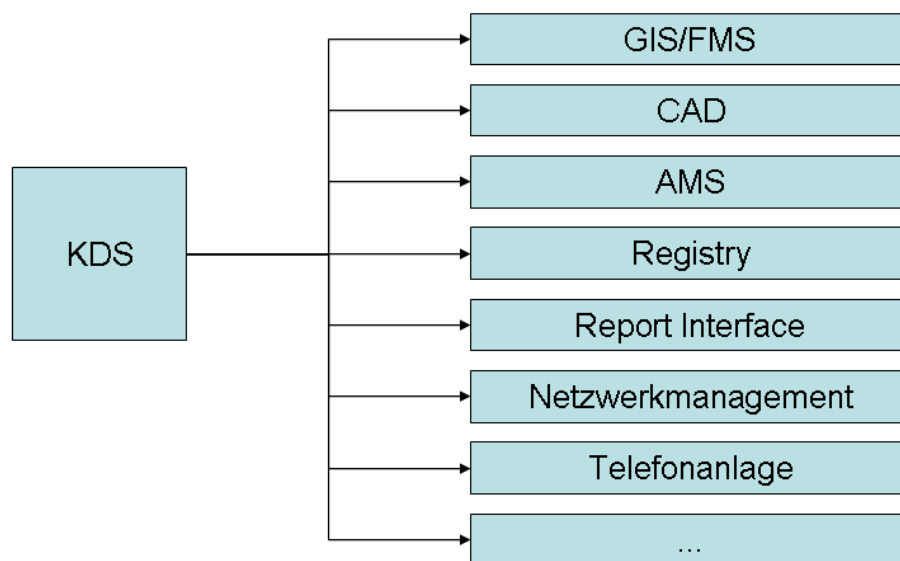 GIS/FMS
CAD
AMS
KDS
Registry
Report Interface
Netzwerkmanagement
Telefonanlage
...